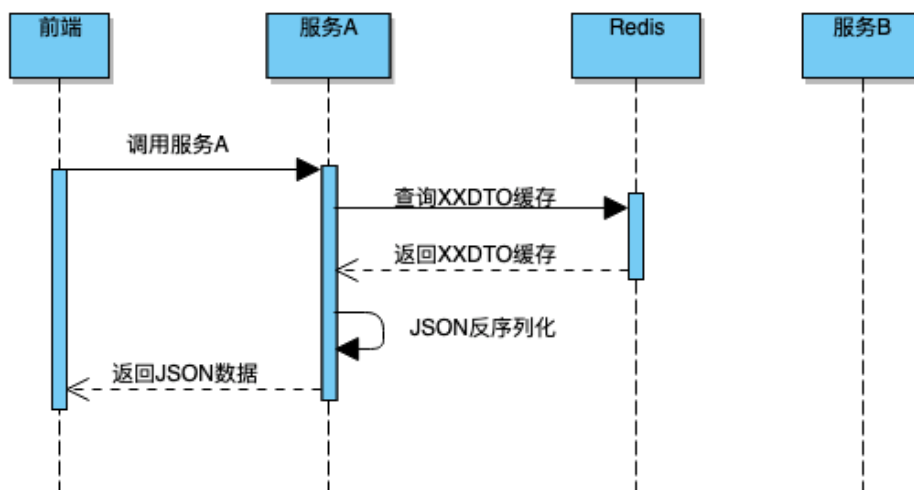 前端
服务A
Redis
服务B
调用服务A
查询XXDTO缓存
返回XXDTO缓存
JSON反序列化
返回JSON数据